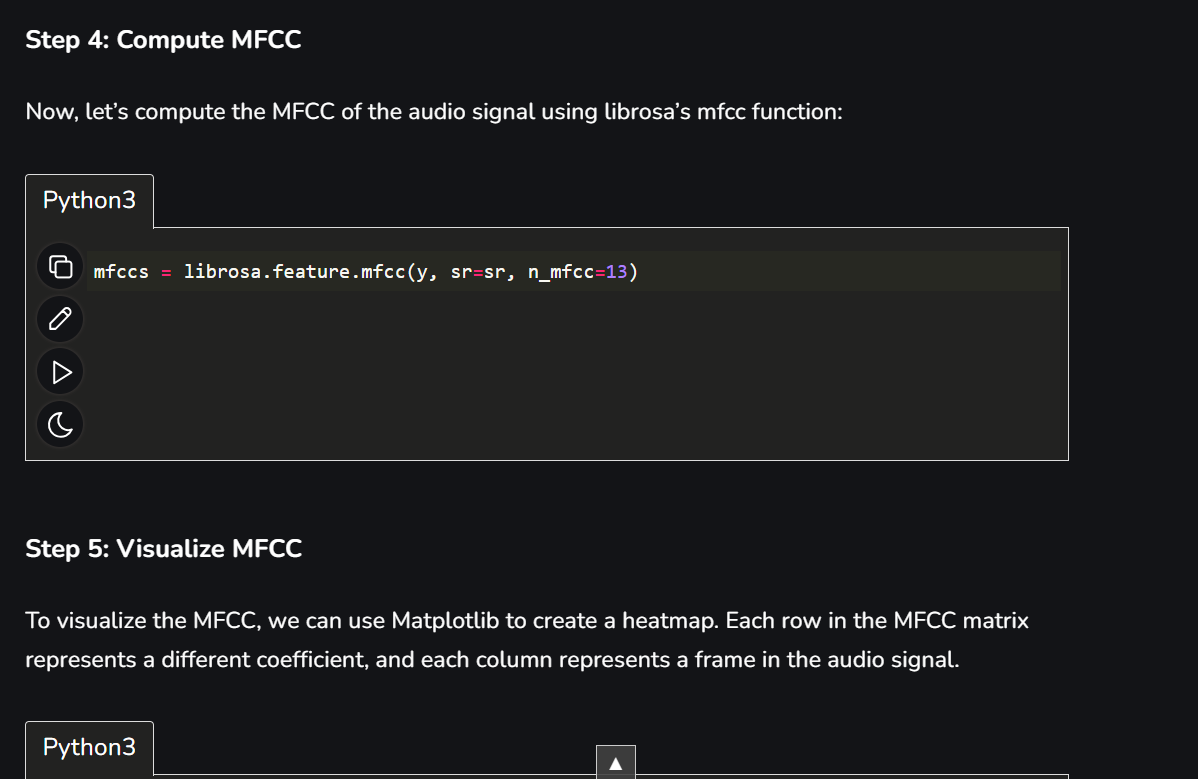 Step 4: Compute MFCC
Now, let’s compute the MFCC of the audio signal using librosa’s mfcc function:
Python3
mfccs = librosa.feature.mfcc(y, sr=sr, n_mfcc=13)
Step 5: Visualize MFCC
To visualize the MFCC, we can use Matplotlib to create a heatmap. Each row in the MFCC matrix
represents a different coefficient, and each column represents a frame in the audio signal.
Python3